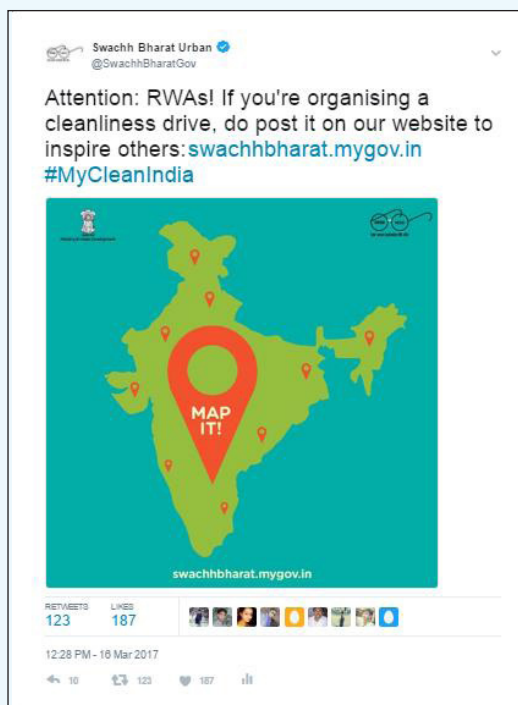 Swachh Bharat Urban
@SwachhBharatGov
Attention: RWAs! If you're organising a
cleanliness drive, do post it on our website to
inspire others:swachhbharat.mygov.in
#MyCleanIndia
MAP
IT!
swachhbharat.mygov.in
RETWEETS LIKES
123 187
12:28 PM - 16 Mar 2017
10 123 187